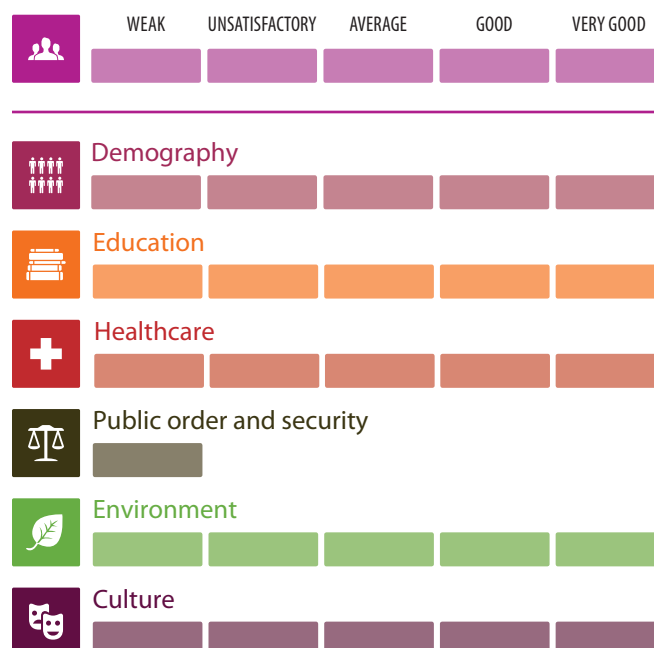 WEAK UNSATISFACTORY AVERAGE GOOD VERY GOOD
Demography
Education
Healthcare
Public order and security
Environment
Culture